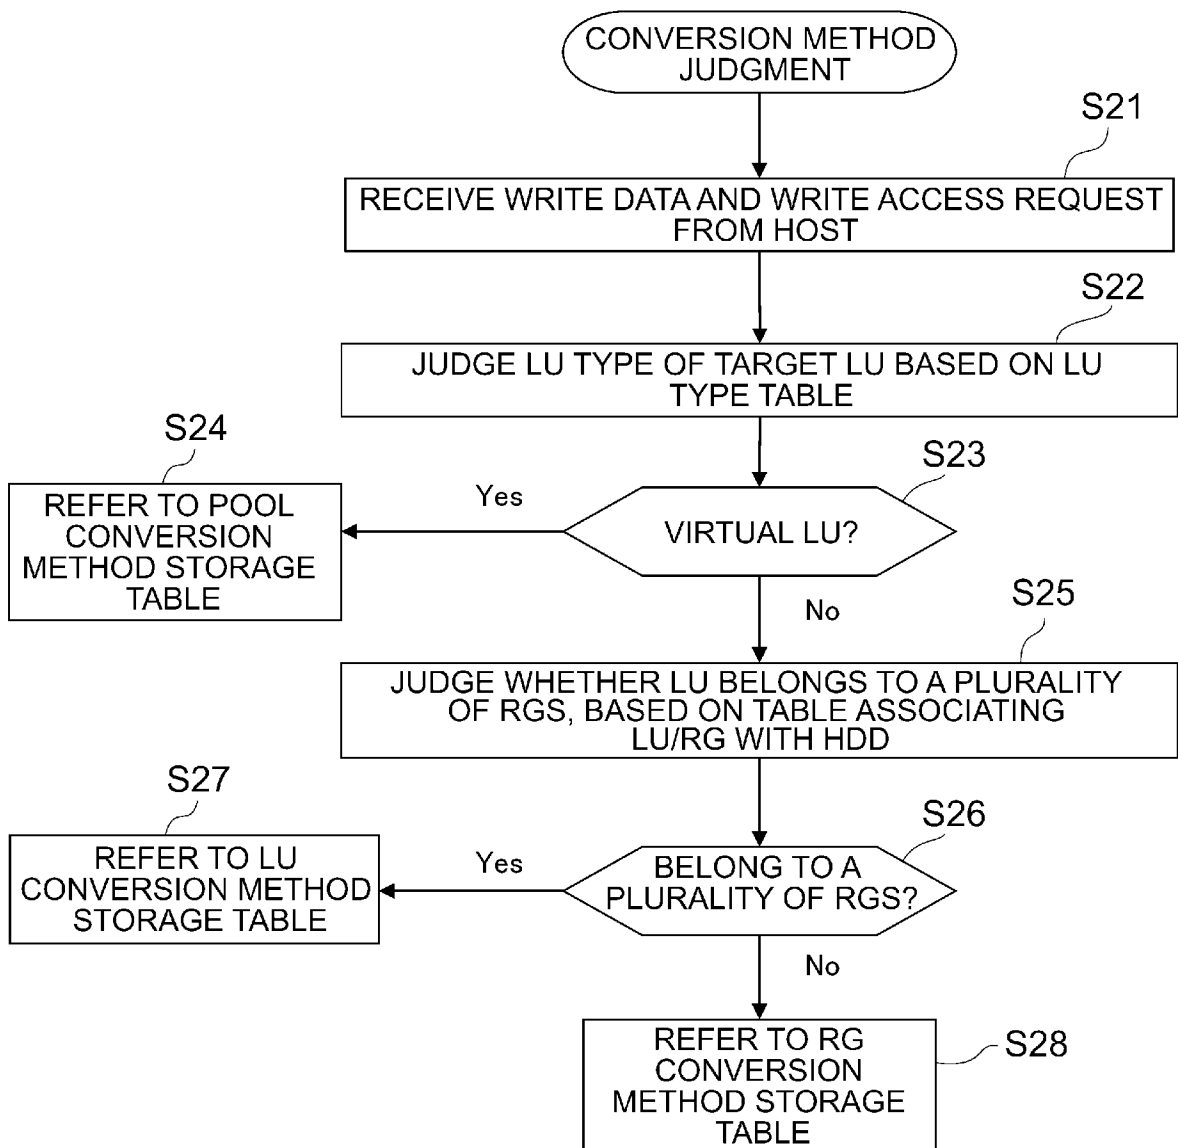 CONVERSION METHOD
JUDGMENT
S21
RECEIVE WRITE DATA AND WRITE ACCESS REQUEST
FROM HOST
S22
JUDGE LU TYPE OF TARGET LU BASED ON LU
TYPE TABLE
S24
S23
REFER TO POOL
CONVERSION
METHOD STORAGE
TABLE
Yes
VIRTUAL LU?
No
S25
JUDGE WHETHER LU BELONGS TO A PLURALITY
OF RGS, BASED ON TABLE ASSOCIATING
LU/RG WITH HDD
S27
S26
REFER TO LU
CONVERSION METHOD
STORAGE TABLE
Yes
BELONG TO A
PLURALITY OF RGS?
No
REFER TO RG
CONVERSION
METHOD STORAGE
TABLE
S28